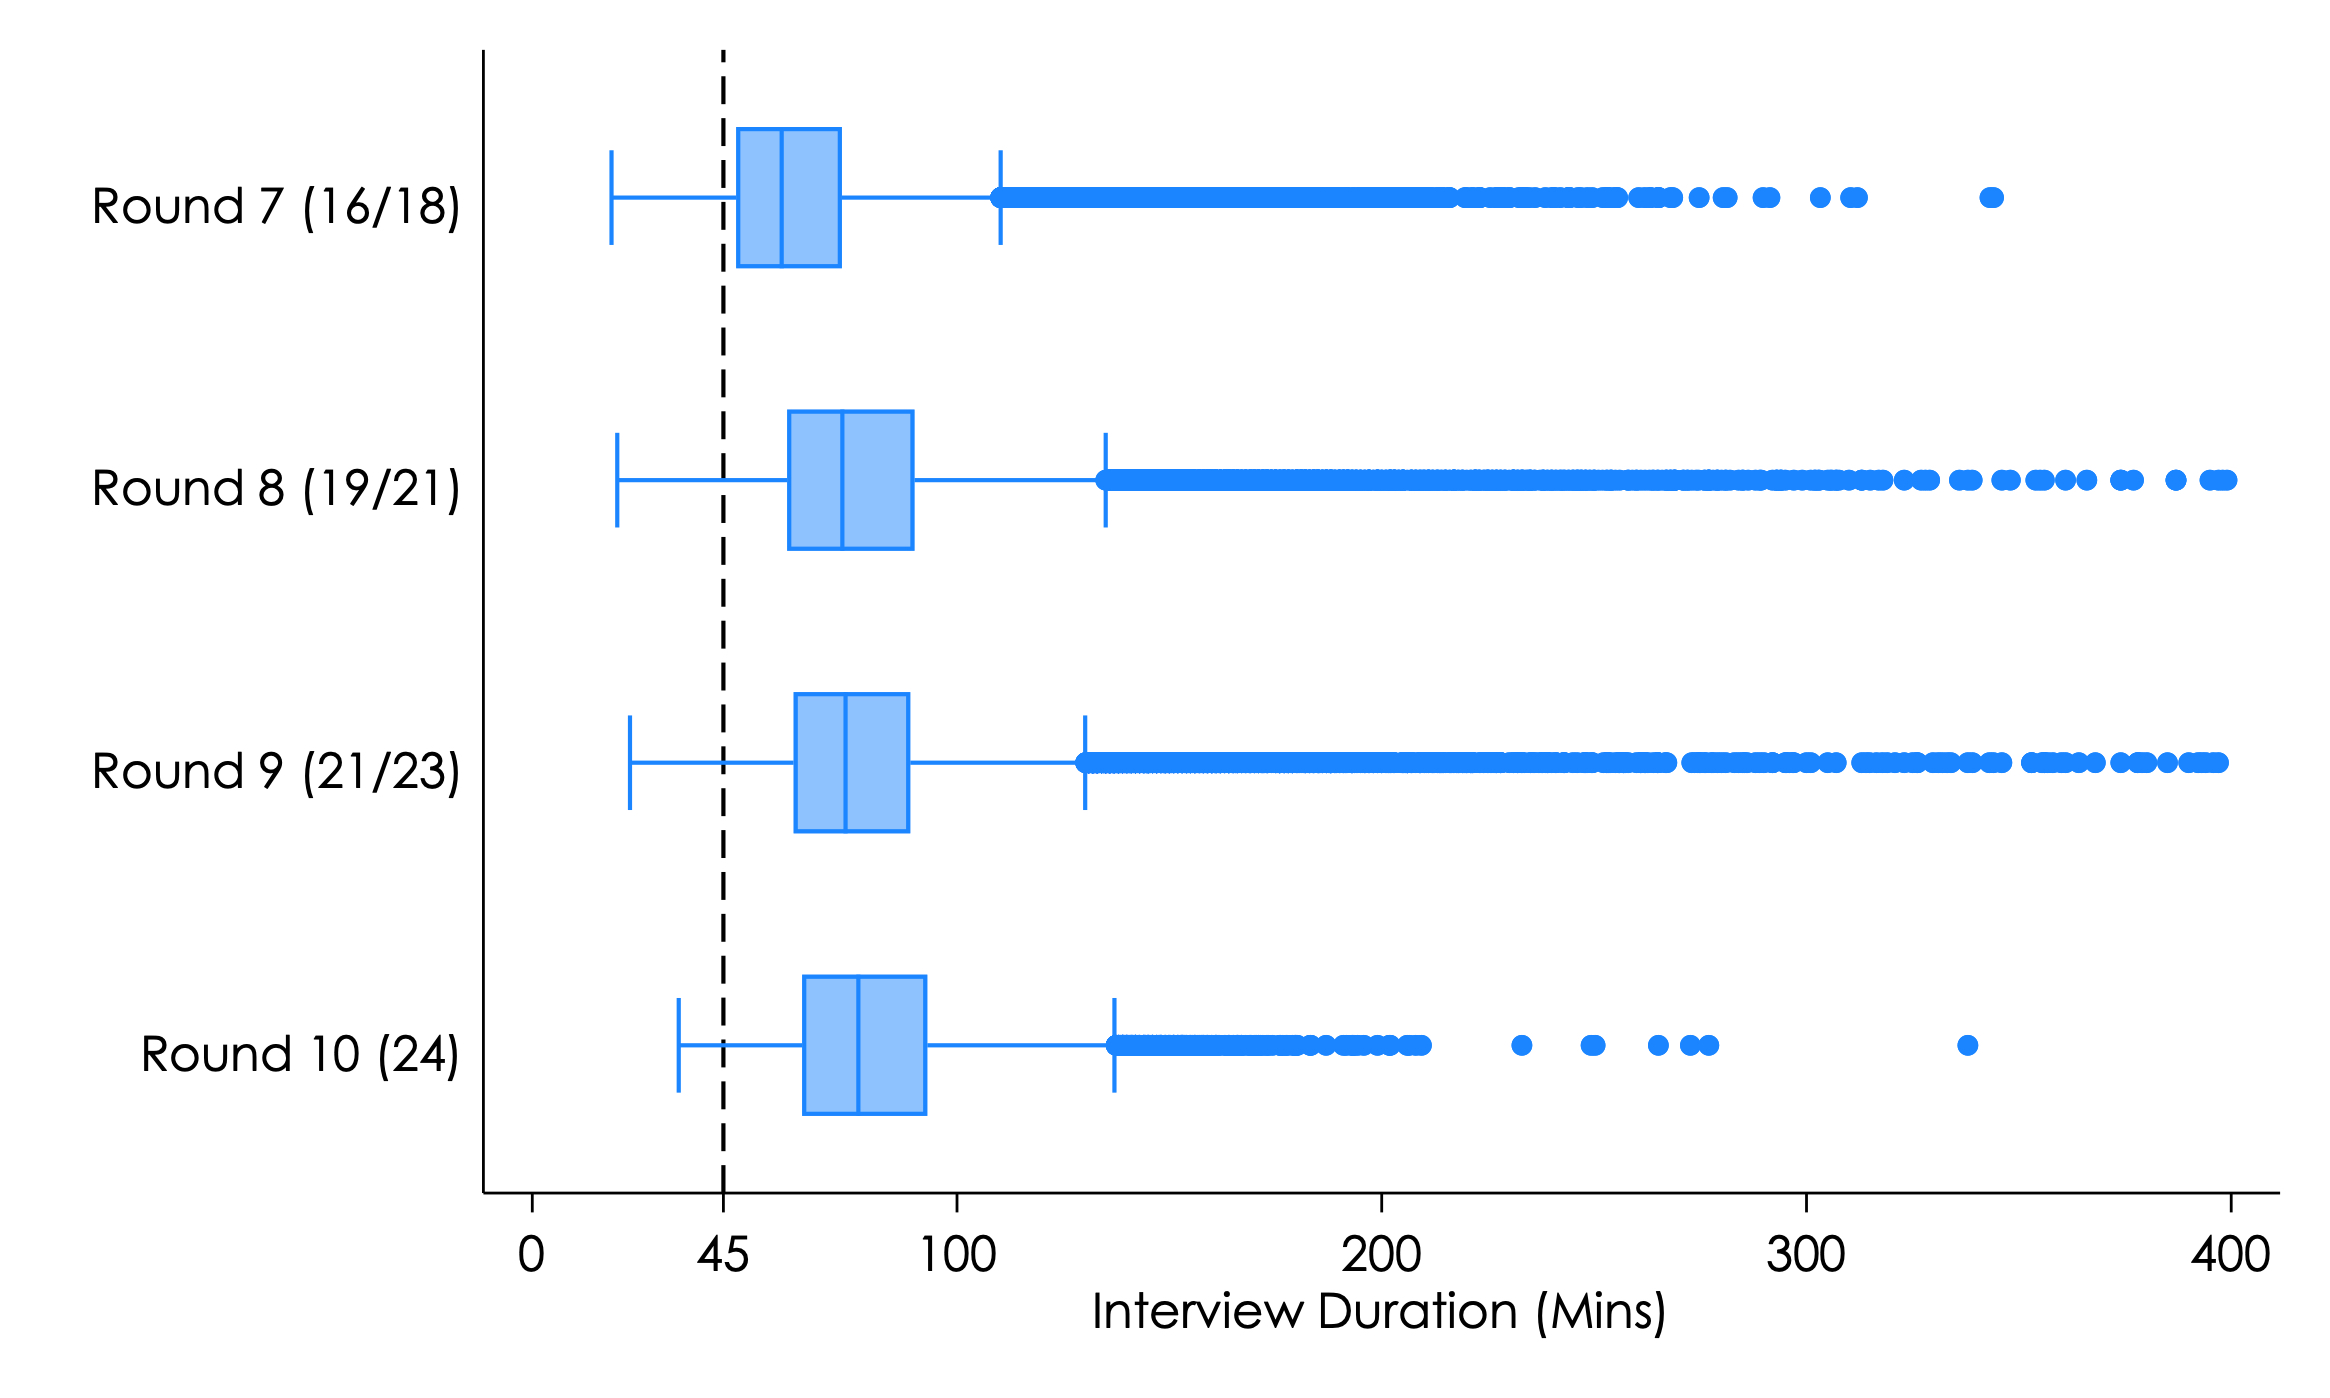 Round 7 (16/18)
Round 8 (19/21)
Round 9 (21/23)
Round 10 (24)
0 45 100 200 300 400
Interview Duration (Mins)